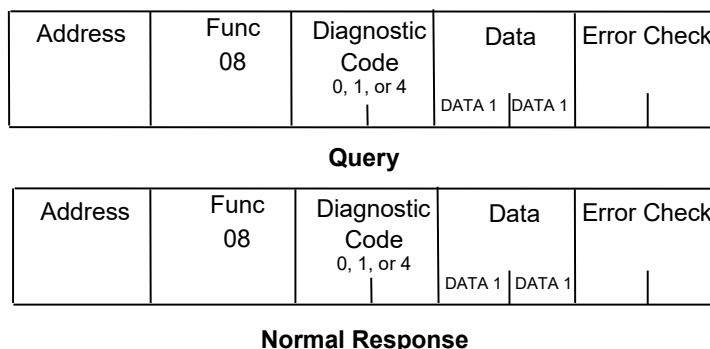 Address Func Diagnostic Data Error Check
08 Code
0, 1, or 4
DATA 1 DATA 1
Query
Address Func Diagnostic Data Error Check
08 Code
0, 1, or 4
DATA 1 DATA 1
Normal Response